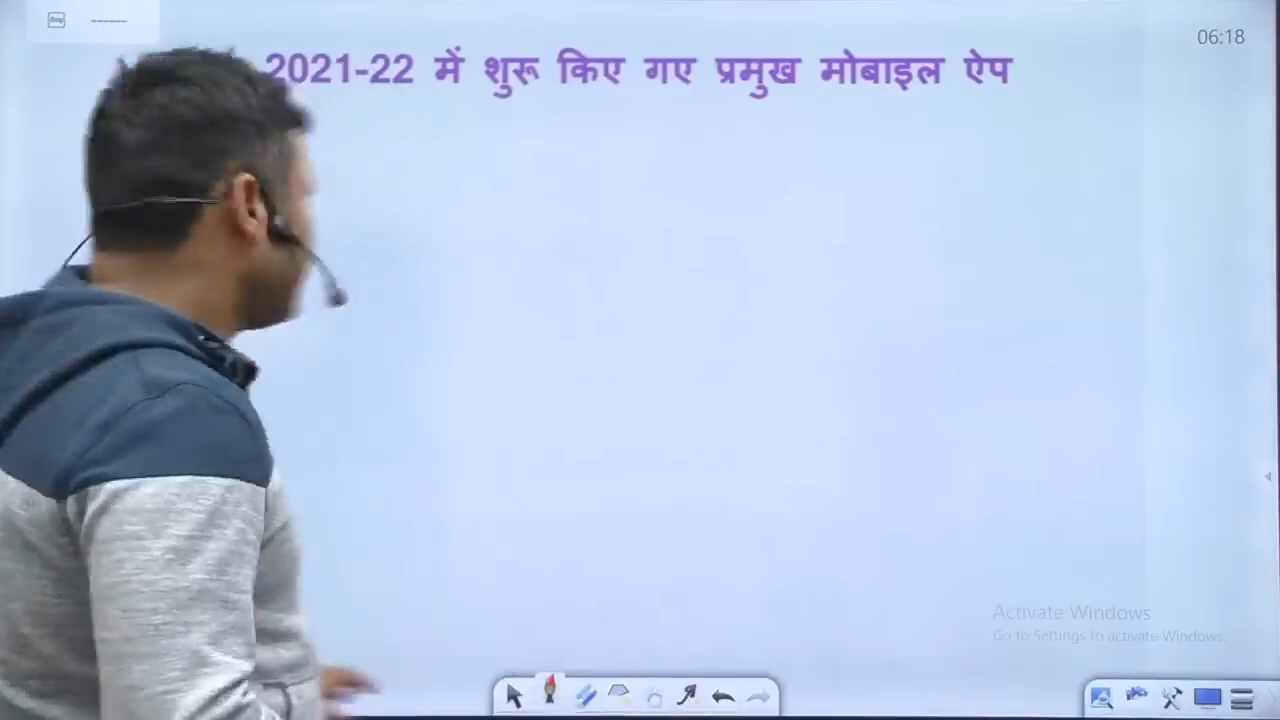 06:18
2021-22 में शुरू किए गए प्रमुख मोबाइल ऐप
Activate Windows
Go to Settings to activate Windows.